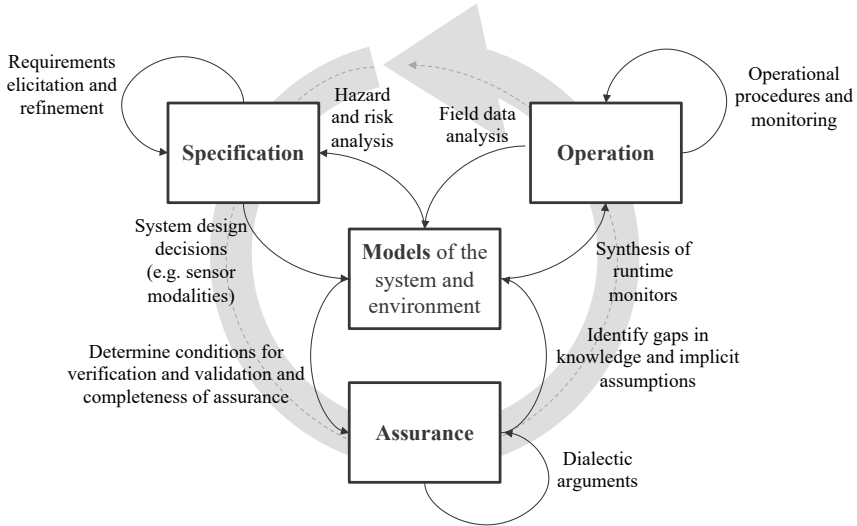 Requirements
elicitation and
refinement
Hazard
and risk
analysis
Field data
analysis
Operational
procedures and
monitoring
Specification
Operation
System design
decisions
(e.g. sensor
modalities)
Models of the
system and
environment
Synthesis of
runtime
monitors
Determine conditions for
verification and validation and
completeness of assurance
Identify gaps in
knowledge and implicit
assumptions
Assurance
Dialectic
arguments